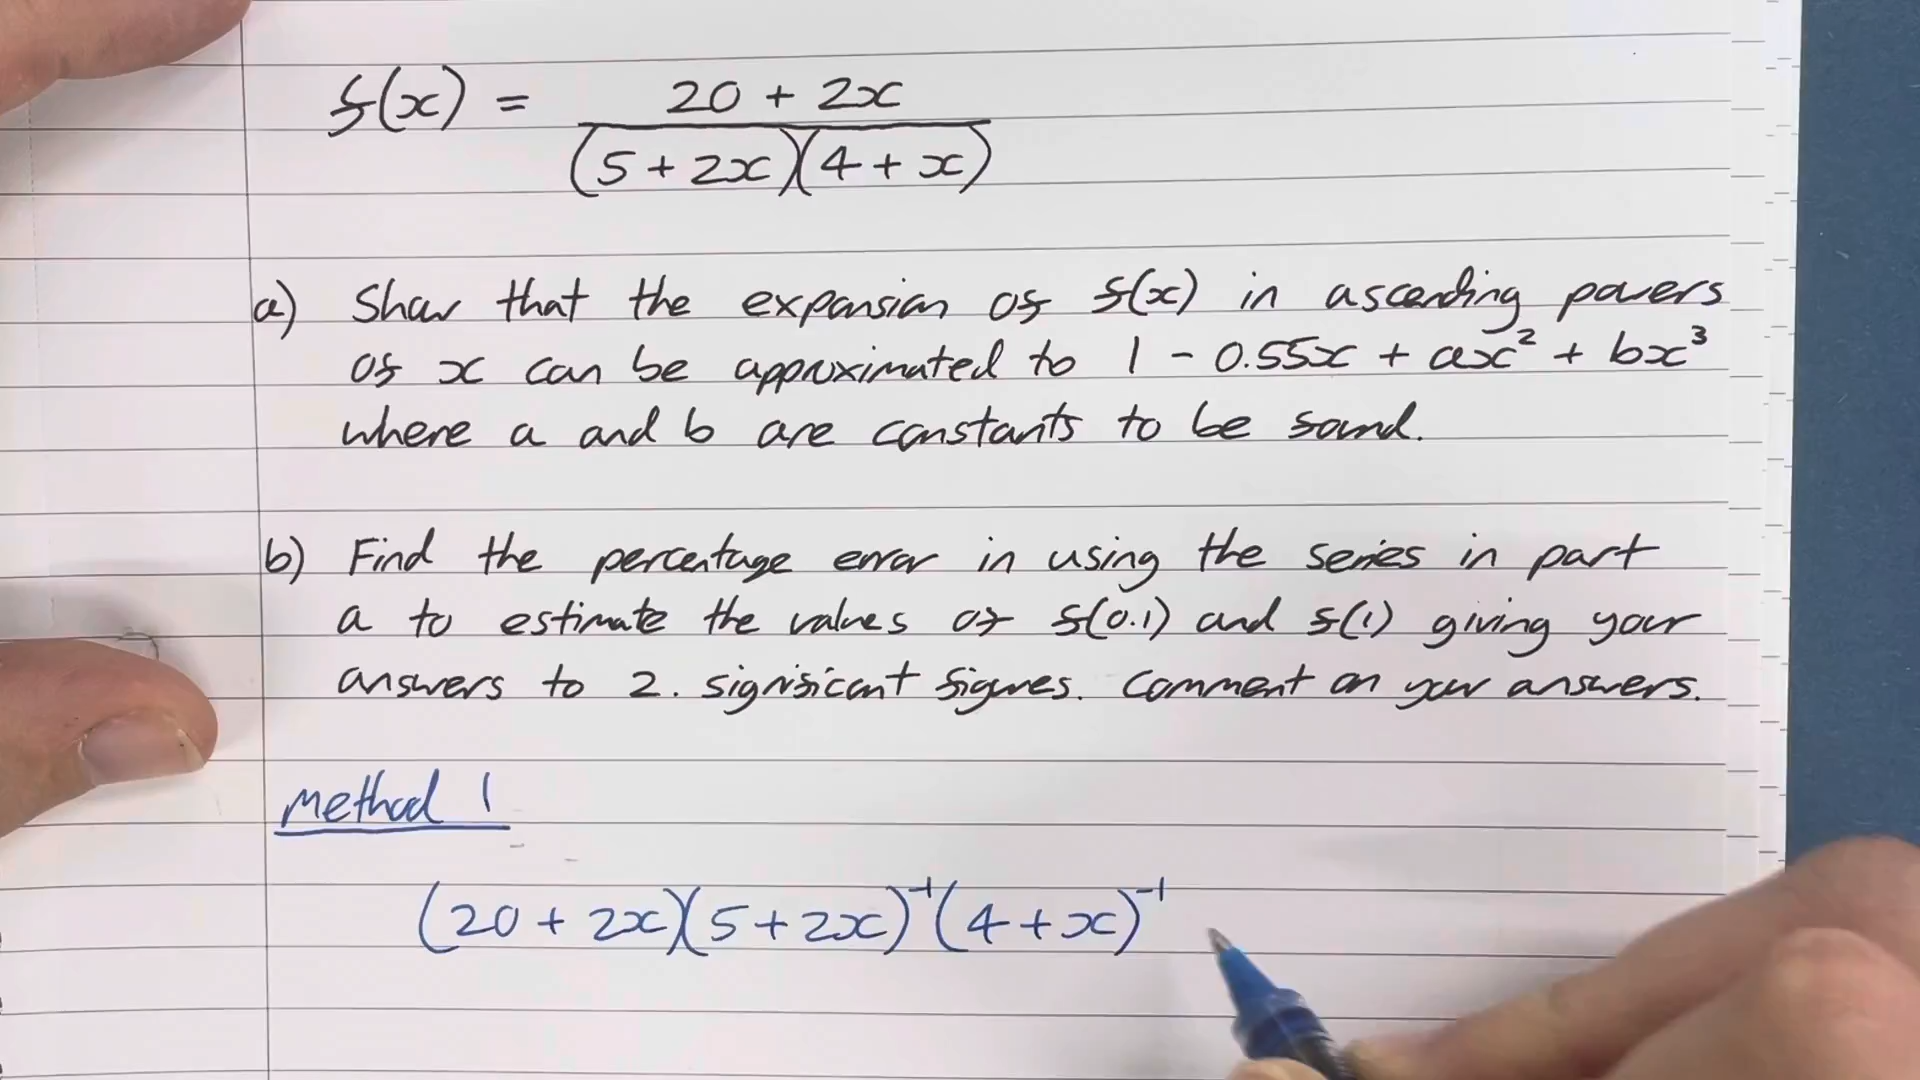 f(x) = (20 + 2x) / ((5 + 2x)(4 + x))
a) Show that the expansion of f(x) in ascending powers
of x can be approximated to 1 - 0.55x + ax² + bx³
where a and b are constants to be found.
b) Find the percentage error in using the series in part
a to estimate the values of f(0.1) and f(1) giving your
answers to 2. significant figures. Comment on your answers.
Method 1
(20 + 2x)(5 + 2x)⁻¹(4 + x)⁻¹